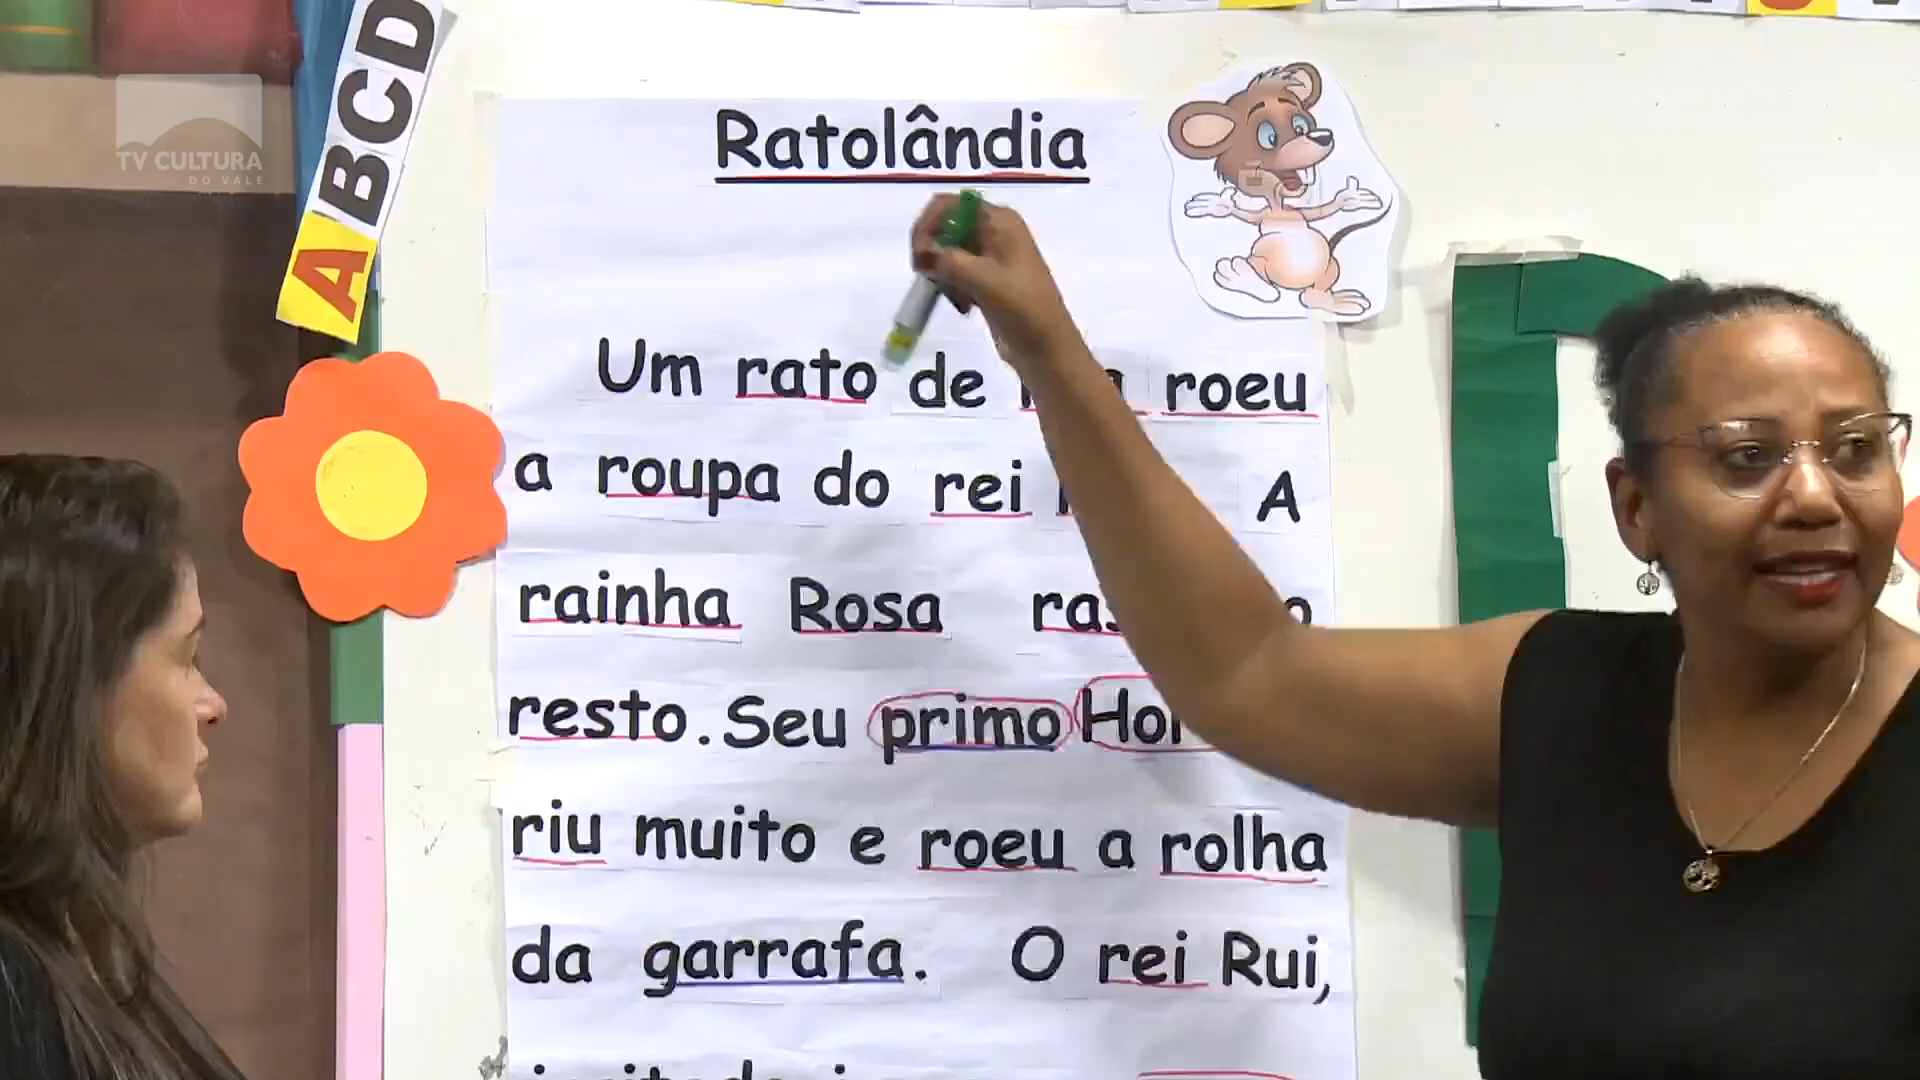 ABCD
TV CULTURA
DO VALE
Ratolândia
Um rato de roeu
a roupa do rei A
rainha Rosa
resto. Seu primo
riu muito e roeu a rolha
da garrafa. O rei Rui,